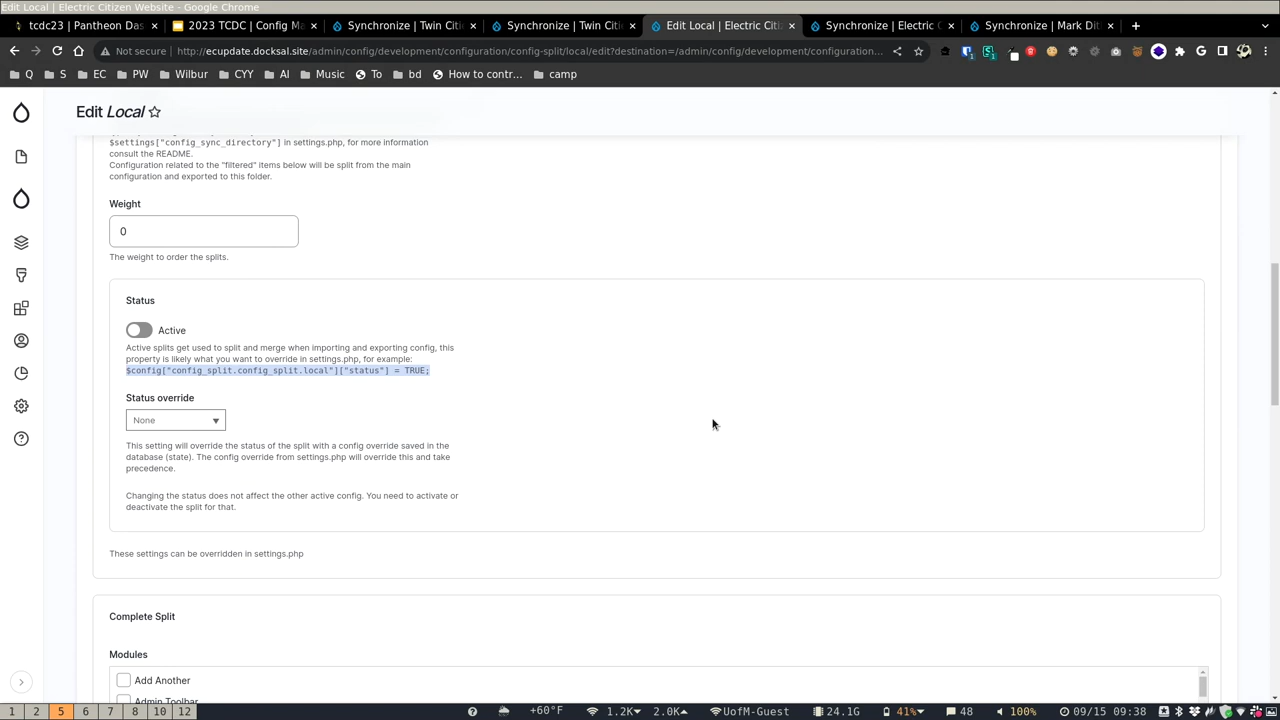 Edit Local | Electric Citizen Website - Google Chrome
tcdc23 | Pantheon Das
2023 TCDC | Config Ma
Synchronize | Twin Citi
Synchronize | Twin Citi
Edit Local | Electric Citiz
Synchronize | Electric C
Synchronize | Mark Dit
Not secure
http://ecupdate.docksal.site/admin/config/development/configuration/config-split/local/edit?destination=/admin/config/development/configuration...
Q
S
EC
PW
Wilbur
CYY
AI
Music
To
bd
How to contr...
camp
Edit Local
$settings["config_sync_directory"] in settings.php, for more information
consult the README.
Configuration related to the "filtered" items below will be split from the main
configuration and exported to this folder.
Weight
0
The weight to order the splits.
Status
Active
Active splits get used to split and merge when importing and exporting config, this
property is likely what you want to override in settings.php, for example:
$config["config_split.config_split.local"]["status"] = TRUE;
Status override
None
This setting will override the status of the split with a config override saved in the
database (state). The config override from settings.php will override this and take
precedence.
Changing the status does not affect the other active config. You need to activate or
deactivate the split for that.
These settings can be overridden in settings.php
Complete Split
Modules
Add Another
Admin Toolbar
1 2 5 6 7 8 10 12
+60°F
1.2K
2.0K
UofM-Guest
24.1G
41%
48
100%
09/15 09:38